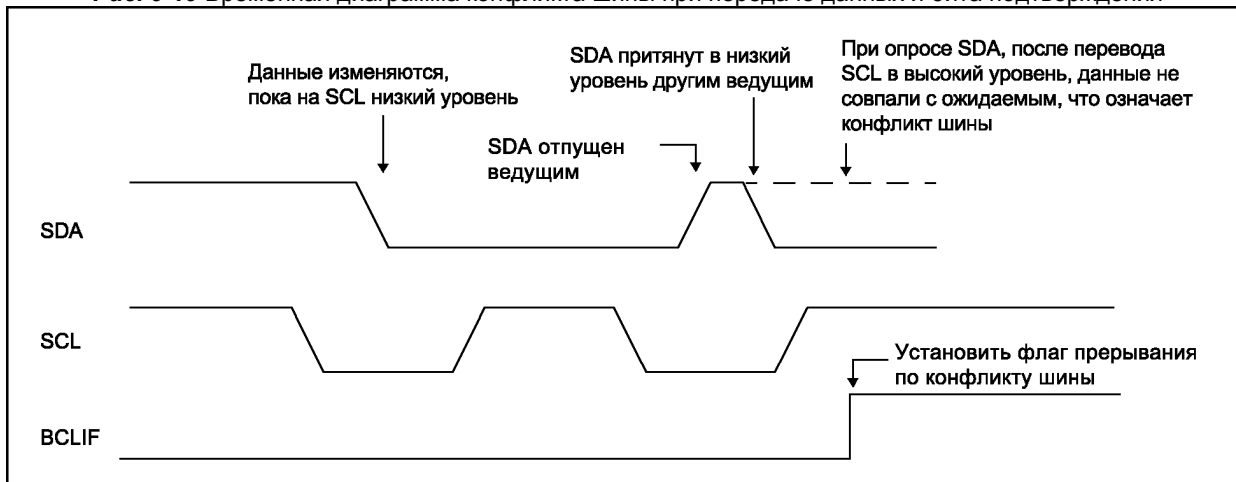 Данные изменяются,
пока на SCL низкий уровень
SDA притянут в низкий
уровень другим ведущим
При опросе SDA, после перевода
SCL в высокий уровень, данные не
совпали с ожидаемым, что означает
конфликт шины
SDA отпущен
ведущим
SDA
SCL
Установить флаг прерывания
по конфликту шины
BCLIF